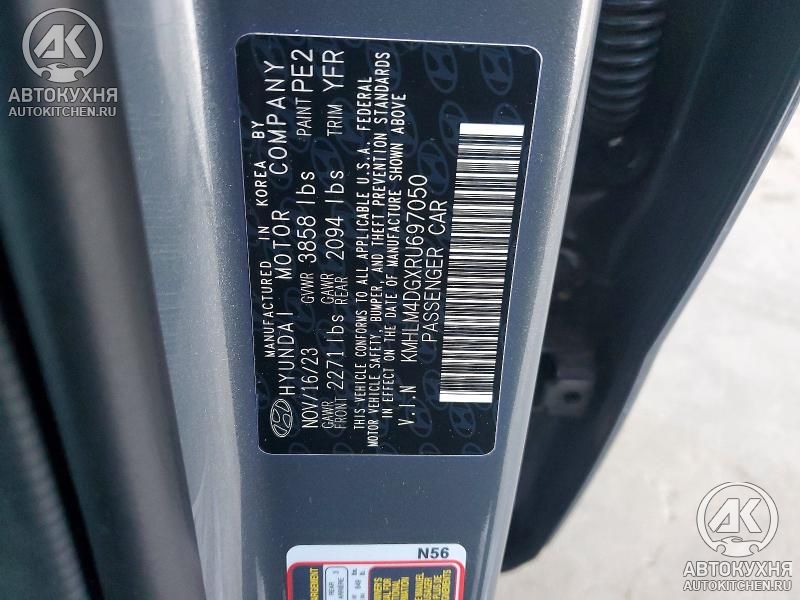 АВТОКУХНЯ
AUTOKITCHEN.RU
MANUFACTURED IN KOREA BY
HYUNDAI MOTOR COMPANY
NOV/16/23 GVWR 3858 lbs PAINT PE2
GAWR FRONT 2271 lbs GAWR REAR 2094 lbs TRIM YFR
THIS VEHICLE CONFORMS TO ALL APPLICABLE U.S.A. FEDERAL
MOTOR VEHICLE SAFETY, BUMPER, AND THEFT PREVENTION STANDARDS
IN EFFECT ON THE DATE OF MANUFACTURE SHOWN ABOVE
V.I.N KMHLM4DGXRU697050
PASSENGER CAR
N56
REAR 3
ARRIÈRE
АВТОКУХНЯ
AUTOKITCHEN.RU